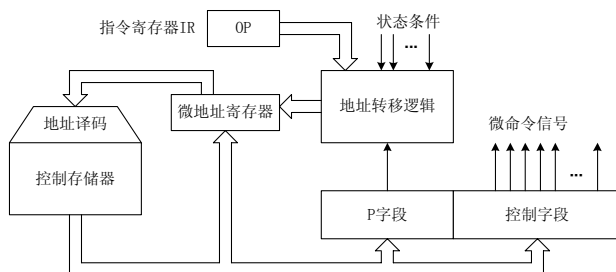 指令寄存器IR
OP
状态条件
...
地址转移逻辑
微地址寄存器
地址译码
控制存储器
微命令信号
...
P字段
控制字段